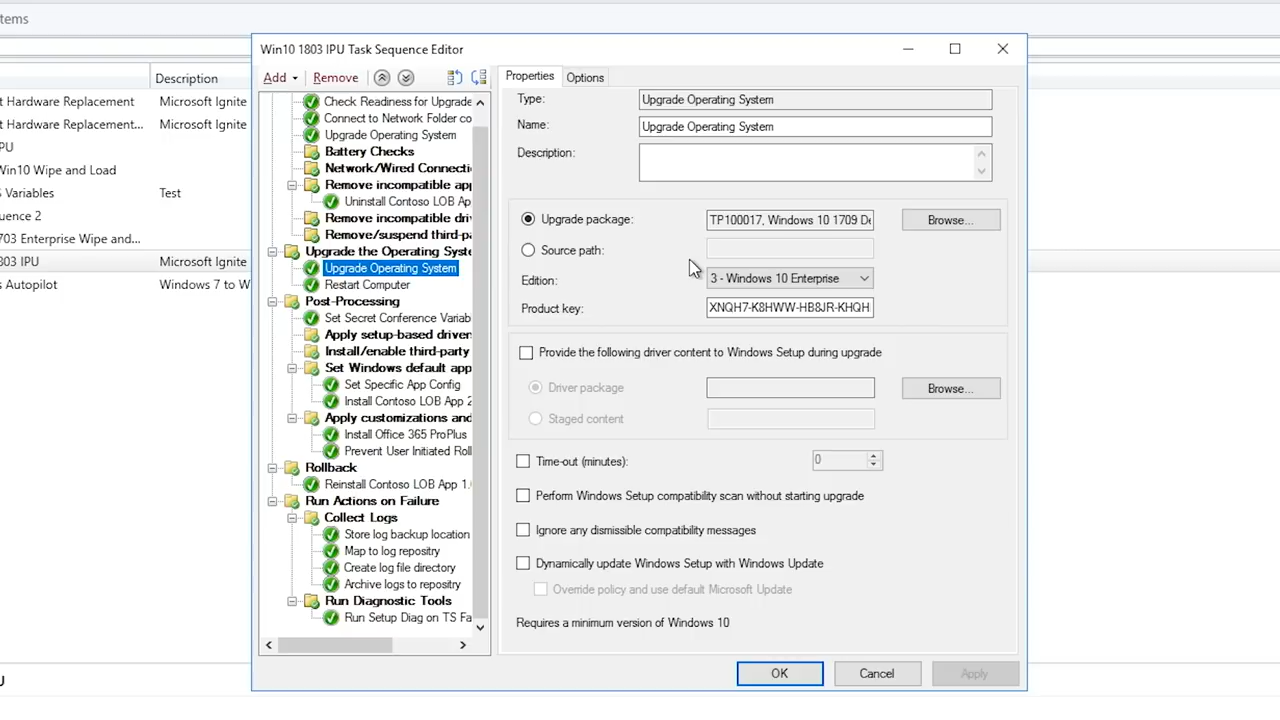 tems
Description
t Hardware Replacement Microsoft Ignite
t Hardware Replacement... Microsoft Ignite
PU
Win10 Wipe and Load
S Variables Test
quence 2
703 Enterprise Wipe and...
803 IPU Microsoft Ignite
s Autopilot Windows 7 to W
U
Win10 1803 IPU Task Sequence Editor
Add Remove
Check Readiness for Upgrade
Connect to Network Folder co
Upgrade Operating System
Battery Checks
Network/Wired Connecti
Remove incompatible app
Uninstall Contoso LOB Ap
Remove incompatible driv
Remove/suspend third-pa
Upgrade the Operating Syste
Upgrade Operating System
Restart Computer
Post-Processing
Set Secret Conference Variab
Apply setup-based driver
Install/enable third-party
Set Windows default app
Set Specific App Config
Install Contoso LOB App 2
Apply customizations and
Install Office 365 ProPlus
Prevent User Initiated Roll
Rollback
Reinstall Contoso LOB App 1.
Run Actions on Failure
Collect Logs
Store log backup location
Map to log repositry
Create log file directory
Archive logs to repositry
Run Diagnostic Tools
Run Setup Diag on TS Fa
Properties Options
Type: Upgrade Operating System
Name: Upgrade Operating System
Description:
Upgrade package: TP100017, Windows 10 1709 De Browse...
Source path:
Edition: 3 - Windows 10 Enterprise
Product key: XNQH7-K8HWW-HB8JR-KHQH
Provide the following driver content to Windows Setup during upgrade
Driver package Browse...
Staged content
Time-out (minutes): 0
Perform Windows Setup compatibility scan without starting upgrade
Ignore any dismissible compatibility messages
Dynamically update Windows Setup with Windows Update
Override policy and use default Microsoft Update
Requires a minimum version of Windows 10
OK Cancel Apply